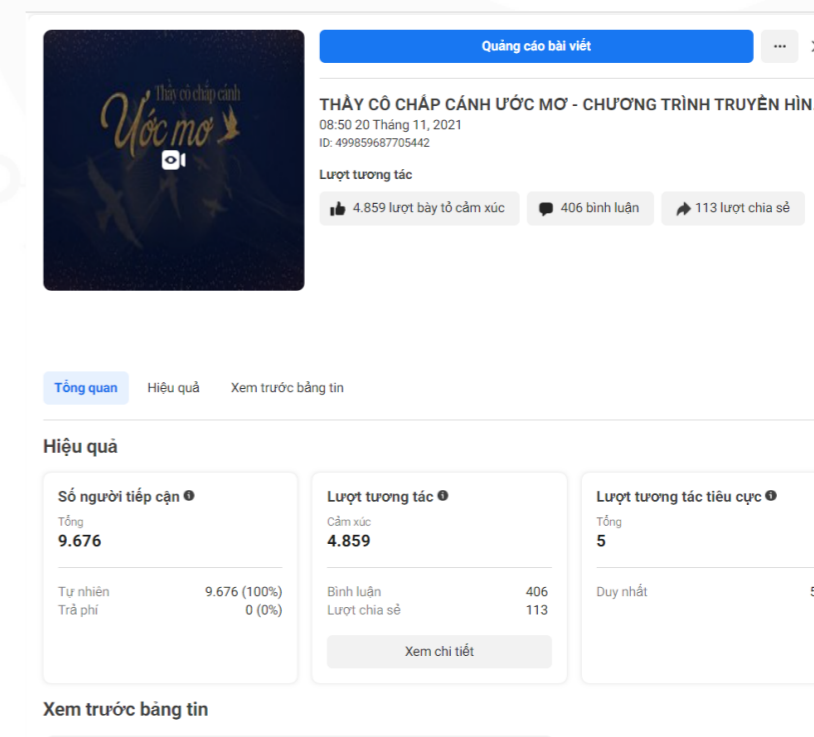 Thầy cô chắp cánh
Ước mơ
Quảng cáo bài viết
THẦY CÔ CHẮP CÁNH ƯỚC MƠ - CHƯƠNG TRÌNH TRUYỀN HÌN
08:50 20 Tháng 11, 2021
ID: 499859687705442
Lượt tương tác
4.859 lượt bày tỏ cảm xúc
406 bình luận
113 lượt chia sẻ
Tổng quan
Hiệu quả
Xem trước bảng tin
Hiệu quả
Số người tiếp cận
Tổng
9.676
Tự nhiên 9.676 (100%)
Trả phí 0 (0%)
Lượt tương tác
Cảm xúc
4.859
Bình luận 406
Lượt chia sẻ 113
Xem chi tiết
Lượt tương tác tiêu cực
Tổng
5
Duy nhất 5
Xem trước bảng tin